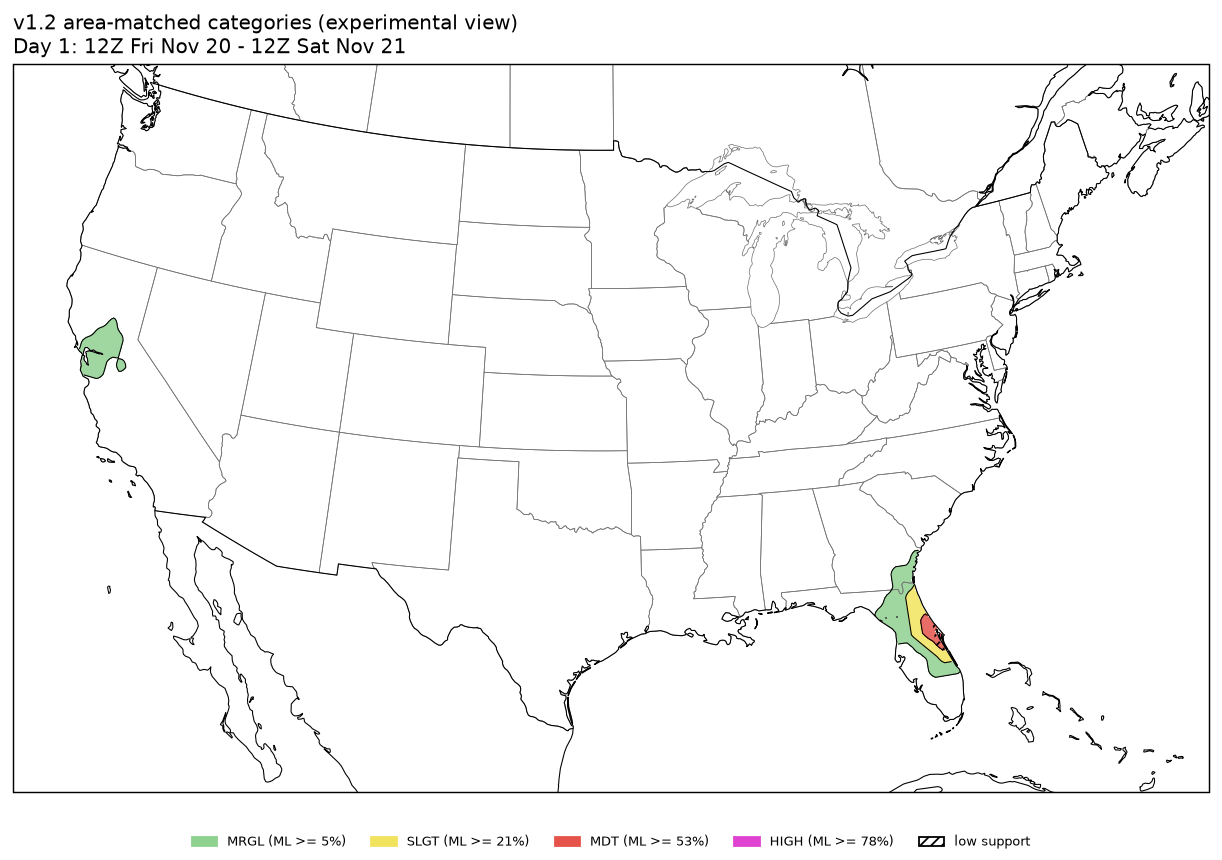 v1.2 area-matched categories (experimental view)
Day 1: 12Z Fri Nov 20 - 12Z Sat Nov 21
MRGL (ML >= 5%) SLGT (ML >= 21%) MDT (ML >= 53%) HIGH (ML >= 78%) low support